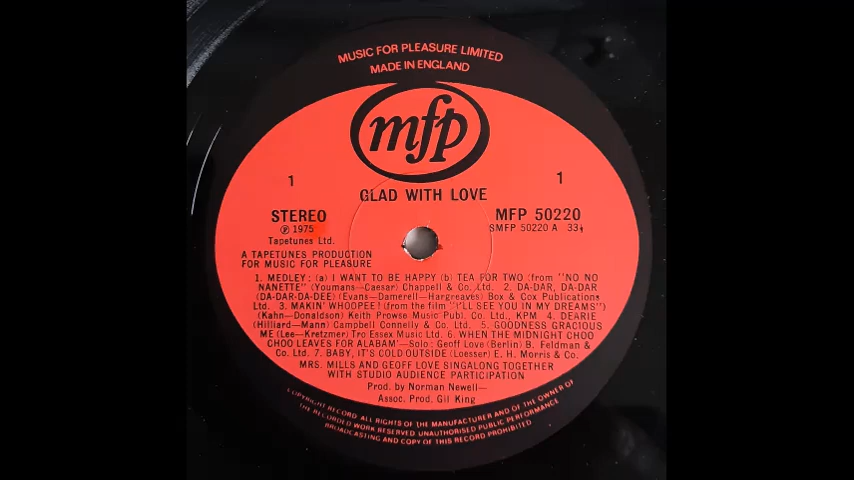 MUSIC FOR PLEASURE LIMITED
MADE IN ENGLAND
mfp
1 1
GLAD WITH LOVE
STEREO MFP 50220
℗ 1975 SMFP 50220 A 33⅓
Tapetunes Ltd.
A TAPETUNES PRODUCTION
FOR MUSIC FOR PLEASURE
1. MEDLEY: (a) I WANT TO BE HAPPY (b) TEA FOR TWO (from "NO NO
NANETTE") (Youmans–Caesar) Chappell & Co. Ltd. 2. DA-DAR, DA-DAR
(DA-DAR-DA-DEE) (Evans–Damerell–Hargreaves) Box & Cox Publications
Ltd. 3. MAKIN' WHOOPEE! (from the film "I'LL SEE YOU IN MY DREAMS")
(Kahn–Donaldson) Keith Prowse Music Publ. Co. Ltd., KPM 4. DEARIE
(Hilliard–Mann) Campbell Connelly & Co. Ltd. 5. GOODNESS GRACIOUS
ME (Lee–Kretzmer) Tro Essex Music Ltd. 6. WHEN THE MIDNIGHT CHOO
CHOO LEAVES FOR ALABAM'–Solo: Geoff Love (Berlin) B. Feldman &
Co. Ltd. 7. BABY, IT'S COLD OUTSIDE (Loesser) E. H. Morris & Co.
MRS. MILLS AND GEOFF LOVE SINGALONG TOGETHER
WITH STUDIO AUDIENCE PARTICIPATION
Prod. by Norman Newell–
Assoc. Prod. Gil King
COPYRIGHT RECORD ALL RIGHTS OF THE MANUFACTURER AND OF THE OWNER OF
THE RECORDED WORK RESERVED UNAUTHORISED PUBLIC PERFORMANCE
BROADCASTING AND COPY OF THIS RECORD PROHIBITED